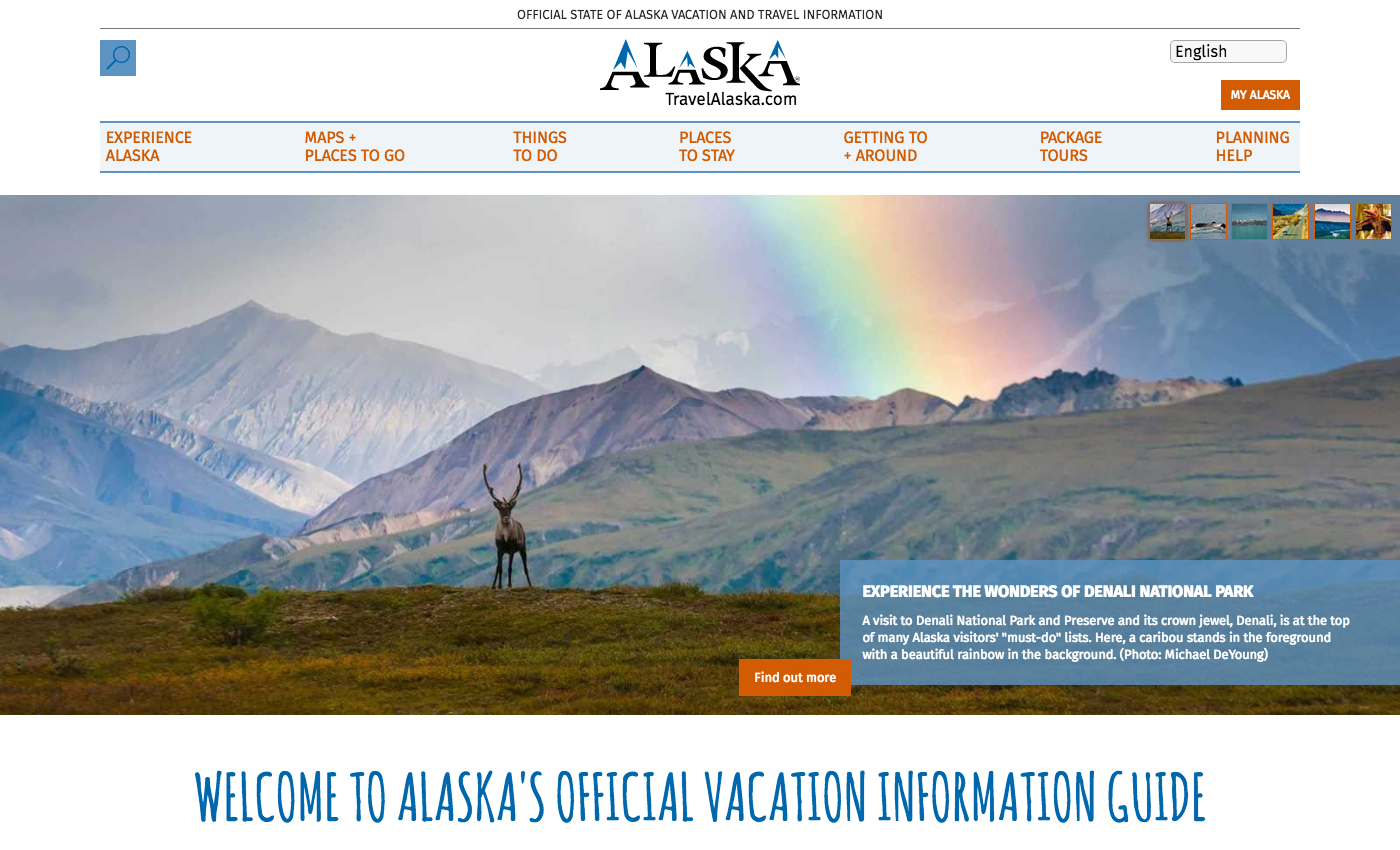 OFFICIAL STATE OF ALASKA VACATION AND TRAVEL INFORMATION
ALASKA®
TravelAlaska.com
English
MY ALASKA
EXPERIENCE
ALASKA
MAPS +
PLACES TO GO
THINGS
TO DO
PLACES
TO STAY
GETTING TO
+ AROUND
PACKAGE
TOURS
PLANNING
HELP
EXPERIENCE THE WONDERS OF DENALI NATIONAL PARK
A visit to Denali National Park and Preserve and its crown jewel, Denali, is at the top
of many Alaska visitors' "must-do" lists. Here, a caribou stands in the foreground
with a beautiful rainbow in the background. (Photo: Michael DeYoung)
Find out more
WELCOME TO ALASKA'S OFFICIAL VACATION INFORMATION GUIDE